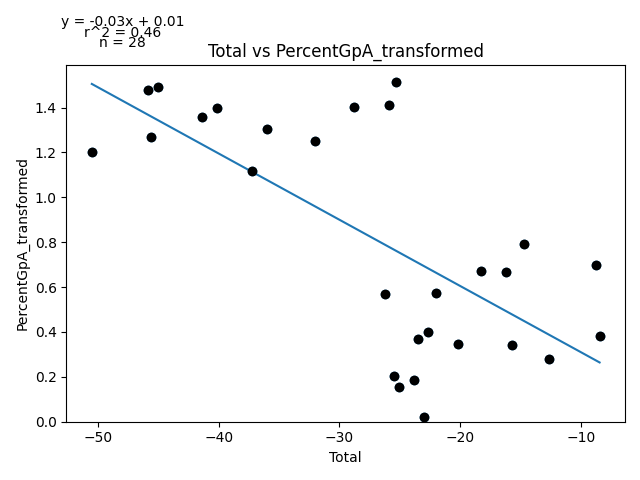 y = -0.03x + 0.01
r^2 = 0.46
n = 28
Total vs PercentGpA_transformed
PercentGpA_transformed
1.4
1.2
1.0
0.8
0.6
0.4
0.2
0.0
−50
−40
−30
−20
−10
Total